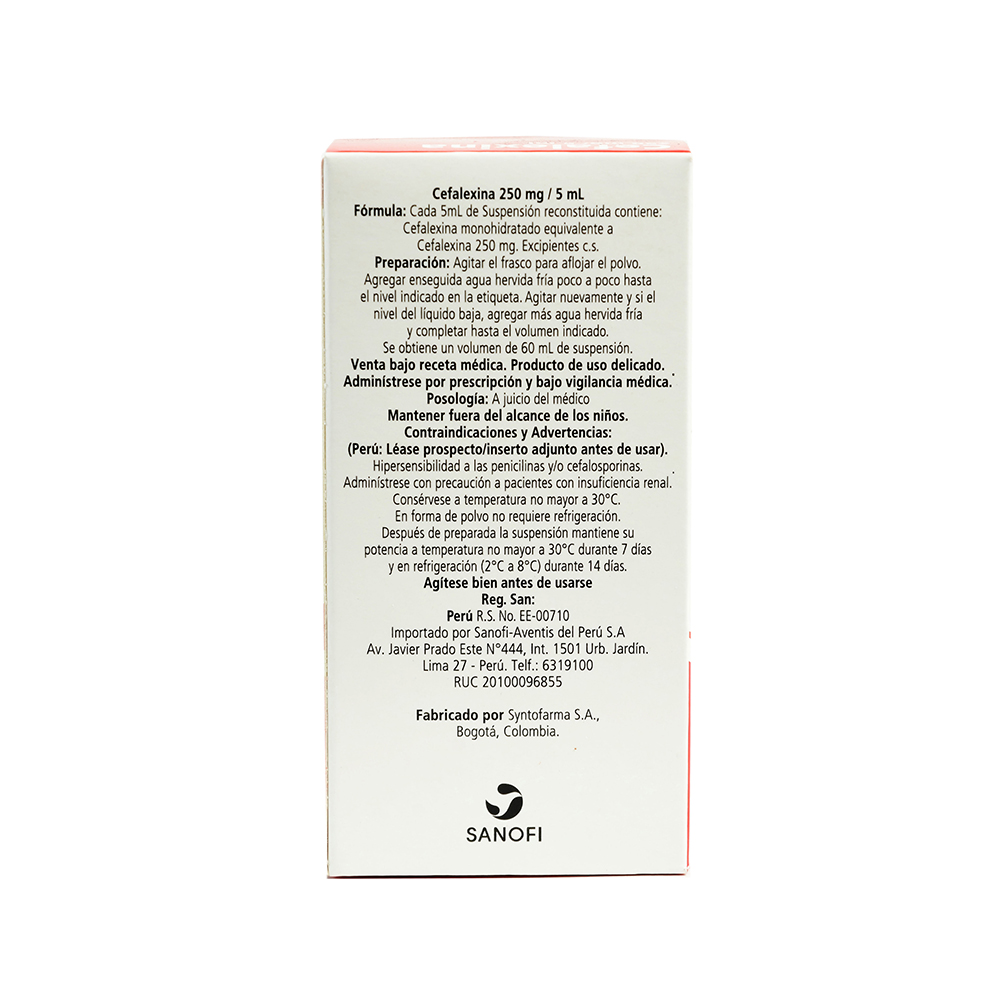 Cefalexina
Cefalexina 250 mg / 5 mL
Fórmula: Cada 5mL de Suspensión reconstituida contiene:
Cefalexina monohidratado equivalente a
Cefalexina 250 mg. Excipientes c.s.
Preparación: Agitar el frasco para aflojar el polvo.
Agregar enseguida agua hervida fría poco a poco hasta
el nivel indicado en la etiqueta. Agitar nuevamente y si el
nivel del líquido baja, agregar más agua hervida fría
y completar hasta el volumen indicado.
Se obtiene un volumen de 60 mL de suspensión.
Venta bajo receta médica. Producto de uso delicado.
Adminístrese por prescripción y bajo vigilancia médica.
Posología: A juicio del médico
Mantener fuera del alcance de los niños.
Contraindicaciones y Advertencias:
(Perú: Léase prospecto/inserto adjunto antes de usar).
Hipersensibilidad a las penicilinas y/o cefalosporinas.
Adminístrese con precaución a pacientes con insuficiencia renal.
Consérvese a temperatura no mayor a 30°C.
En forma de polvo no requiere refrigeración.
Después de preparada la suspensión mantiene su
potencia a temperatura no mayor a 30°C durante 7 días
y en refrigeración (2°C a 8°C) durante 14 días.
Agítese bien antes de usarse
Reg. San:
Perú R.S. No. EE-00710
Importado por Sanofi-Aventis del Perú S.A
Av. Javier Prado Este N°444, Int. 1501 Urb. Jardín.
Lima 27 - Perú. Telf.: 6319100
RUC 20100096855
Fabricado por Syntofarma S.A.,
Bogotá, Colombia.
SANOFI